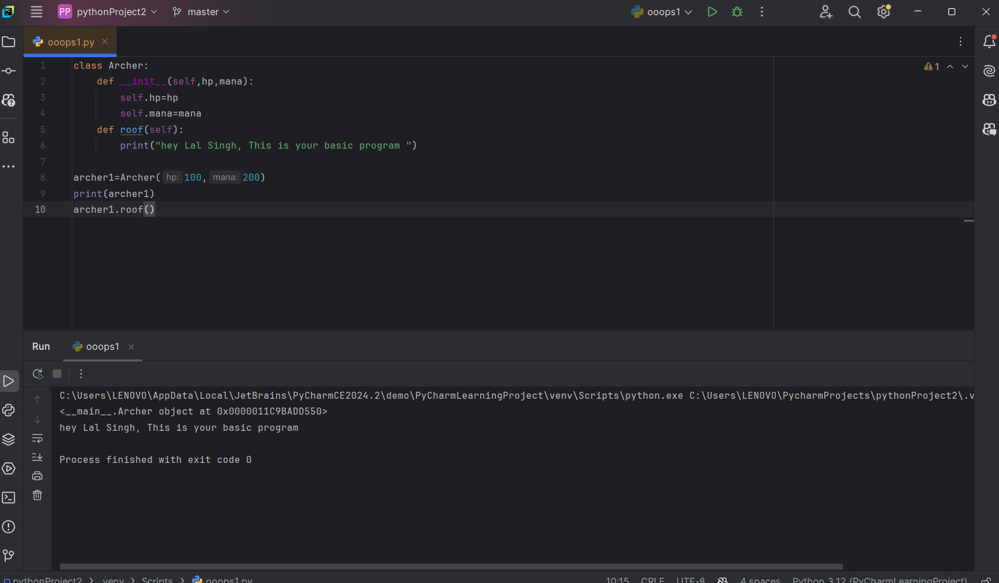 PP pythonProject2 master ooops1
ooops1.py
1 class Archer:
2 def __init__(self,hp,mana):
3 self.hp=hp
4 self.mana=mana
5 def roof(self):
6 print("hey Lal Singh, This is your basic program ")
7
8 archer1=Archer( hp: 100, mana: 200)
9 print(archer1)
10 archer1.roof()
1
Run ooops1
C:\Users\LENOVO\AppData\Local\JetBrains\PyCharmCE2024.2\demo\PyCharmLearningProject\venv\Scripts\python.exe C:\Users\LENOVO\PycharmProjects\pythonProject2\.v
<__main__.Archer object at 0x0000011C9BADD550>
hey Lal Singh, This is your basic program
Process finished with exit code 0
pythonProject2 > .venv > Scripts > ooops1.py 10:15 CRLF UTF-8 4 spaces Python 3.12 (PyCharmLearningProject)